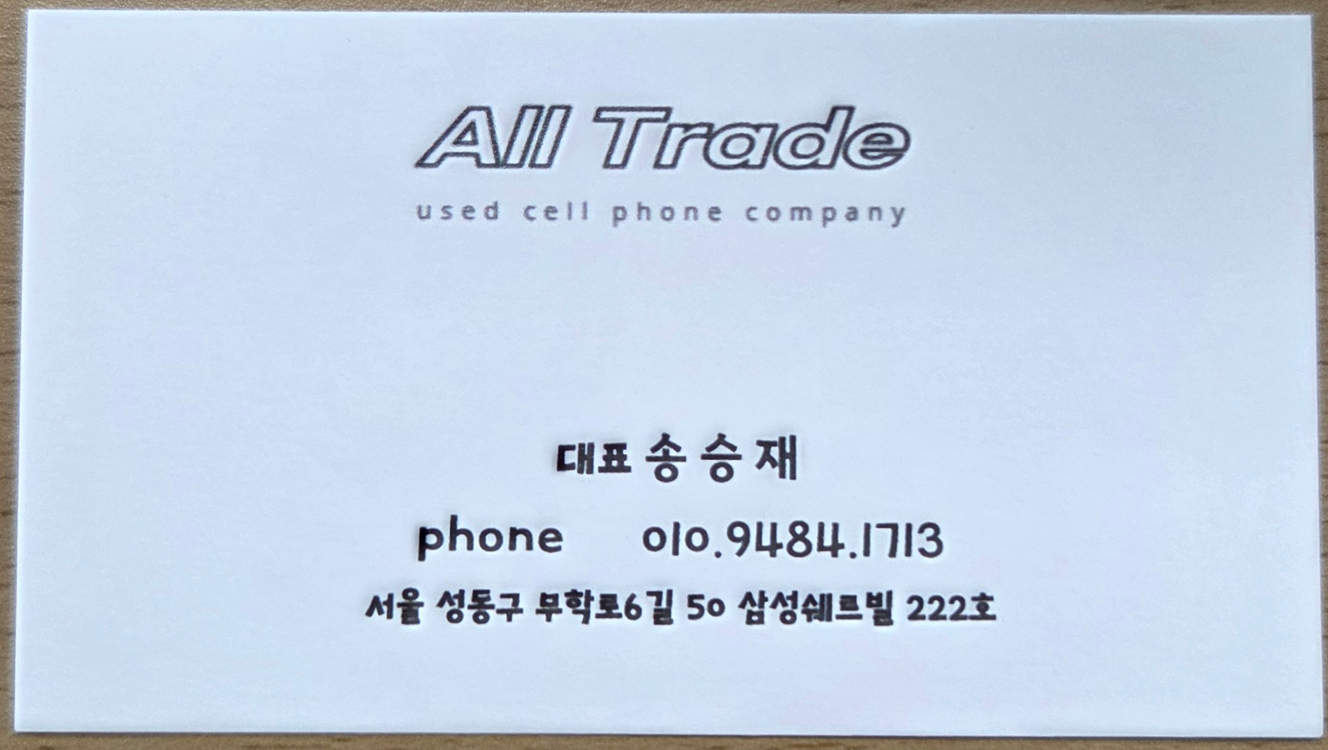 All Trade
used cell phone company
대표 송승재
phone 010.9484.1713
서울 성동구 무학로6길 50 삼성쉐르빌 222호